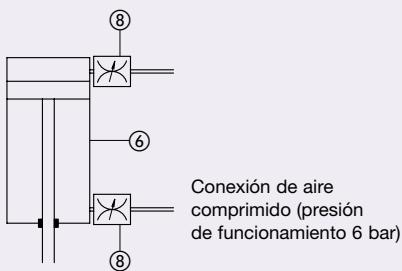 8
6
Conexión de aire
comprimido (presión
de funcionamiento 6 bar)
8